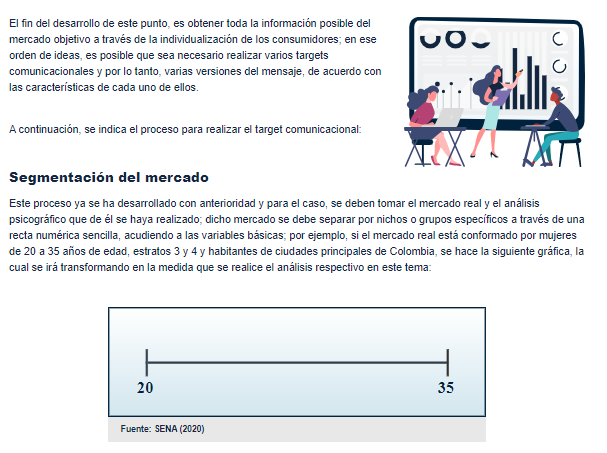 El fin del desarrollo de este punto, es obtener toda la información posible del
mercado objetivo a través de la individualización de los consumidores; en ese
orden de ideas, es posible que sea necesario realizar varios targets
comunicacionales y por lo tanto, varias versiones del mensaje, de acuerdo con
las características de cada uno de ellos.
A continuación, se indica el proceso para realizar el target comunicacional:
Segmentación del mercado
Este proceso ya se ha desarrollado con anterioridad y para el caso, se deben tomar el mercado real y el análisis
psicográfico que de él se haya realizado; dicho mercado se debe separar por nichos o grupos específicos a través de una
recta numérica sencilla, acudiendo a las variables básicas; por ejemplo, si el mercado real está conformado por mujeres
de 20 a 35 años de edad, estratos 3 y 4 y habitantes de ciudades principales de Colombia, se hace la siguiente gráfica, la
cual se irá transformando en la medida que se realice el análisis respectivo en este tema:
20 35
Fuente: SENA (2020)